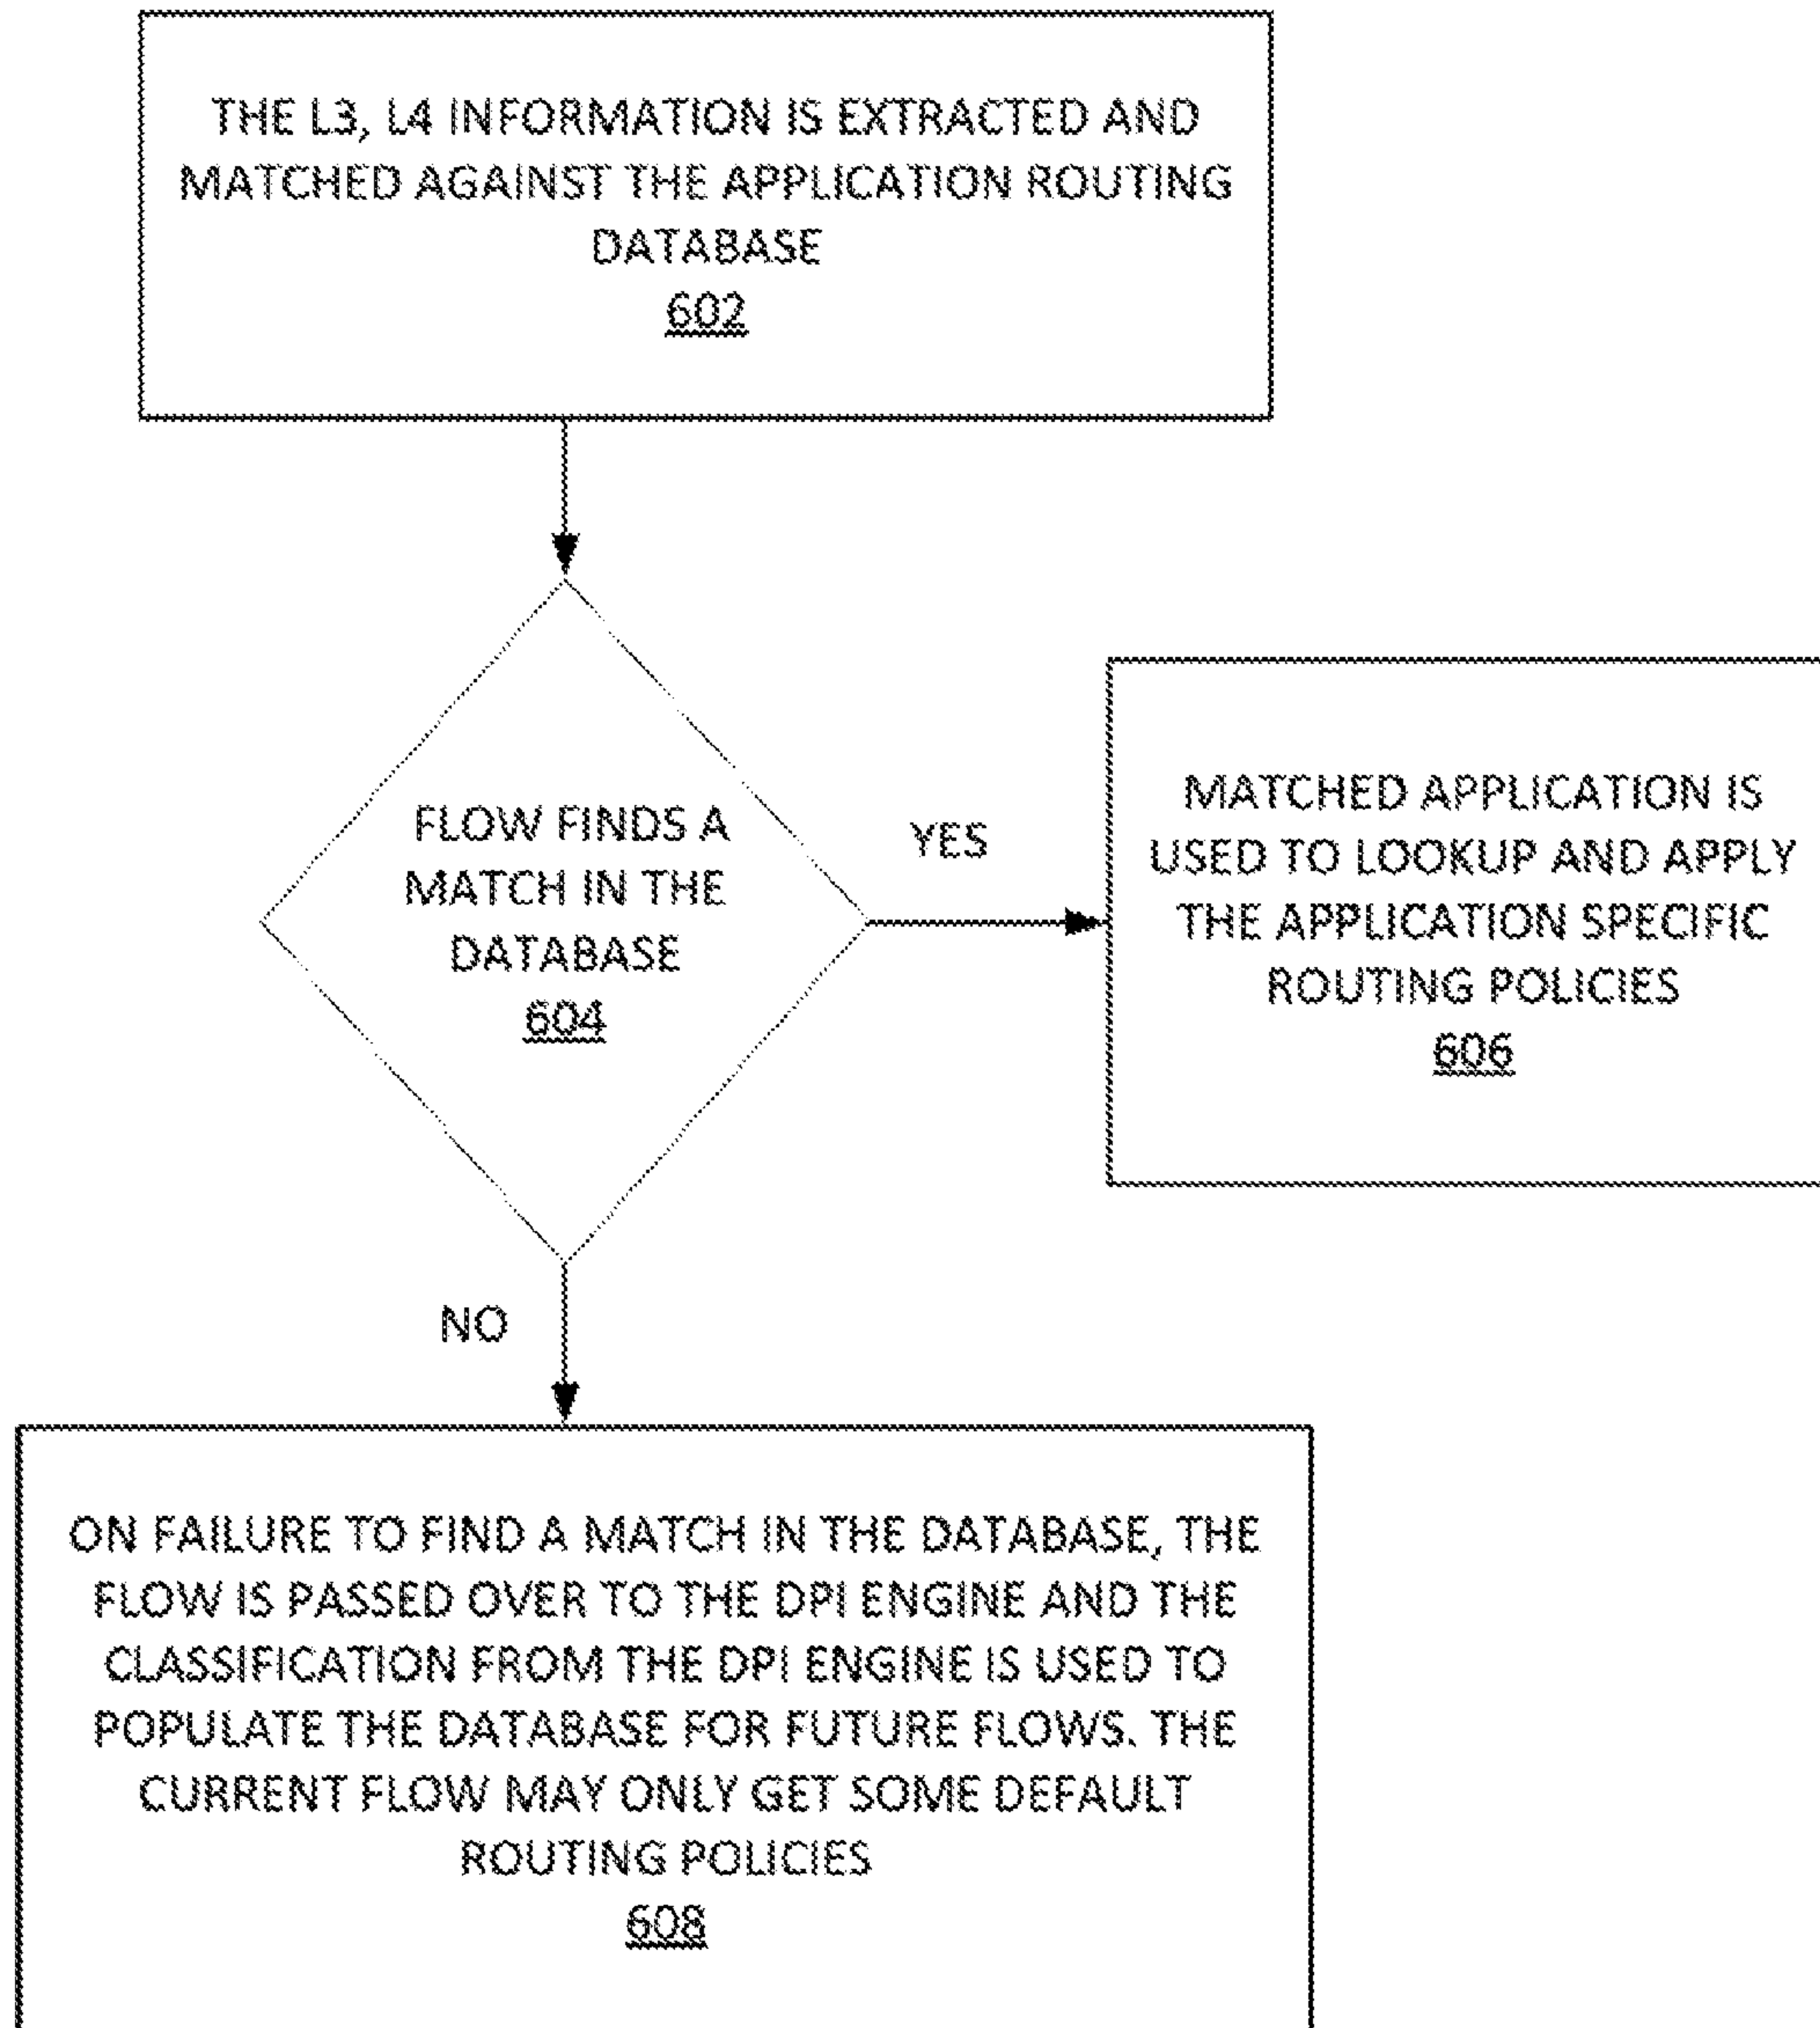 THE L3, L4 INFORMATION IS EXTRACTED AND
MATCHED AGAINST THE APPLICATION ROUTING
DATABASE
602
FLOW FINDS A
MATCH IN THE
DATABASE
604
YES
MATCHED APPLICATION IS
USED TO LOOKUP AND APPLY
THE APPLICATION SPECIFIC
ROUTING POLICIES
606
NO
ON FAILURE TO FIND A MATCH IN THE DATABASE, THE
FLOW IS PASSED OVER TO THE DPI ENGINE AND THE
CLASSIFICATION FROM THE DPI ENGINE IS USED TO
POPULATE THE DATABASE FOR FUTURE FLOWS. THE
CURRENT FLOW MAY ONLY GET SOME DEFAULT
ROUTING POLICIES
608